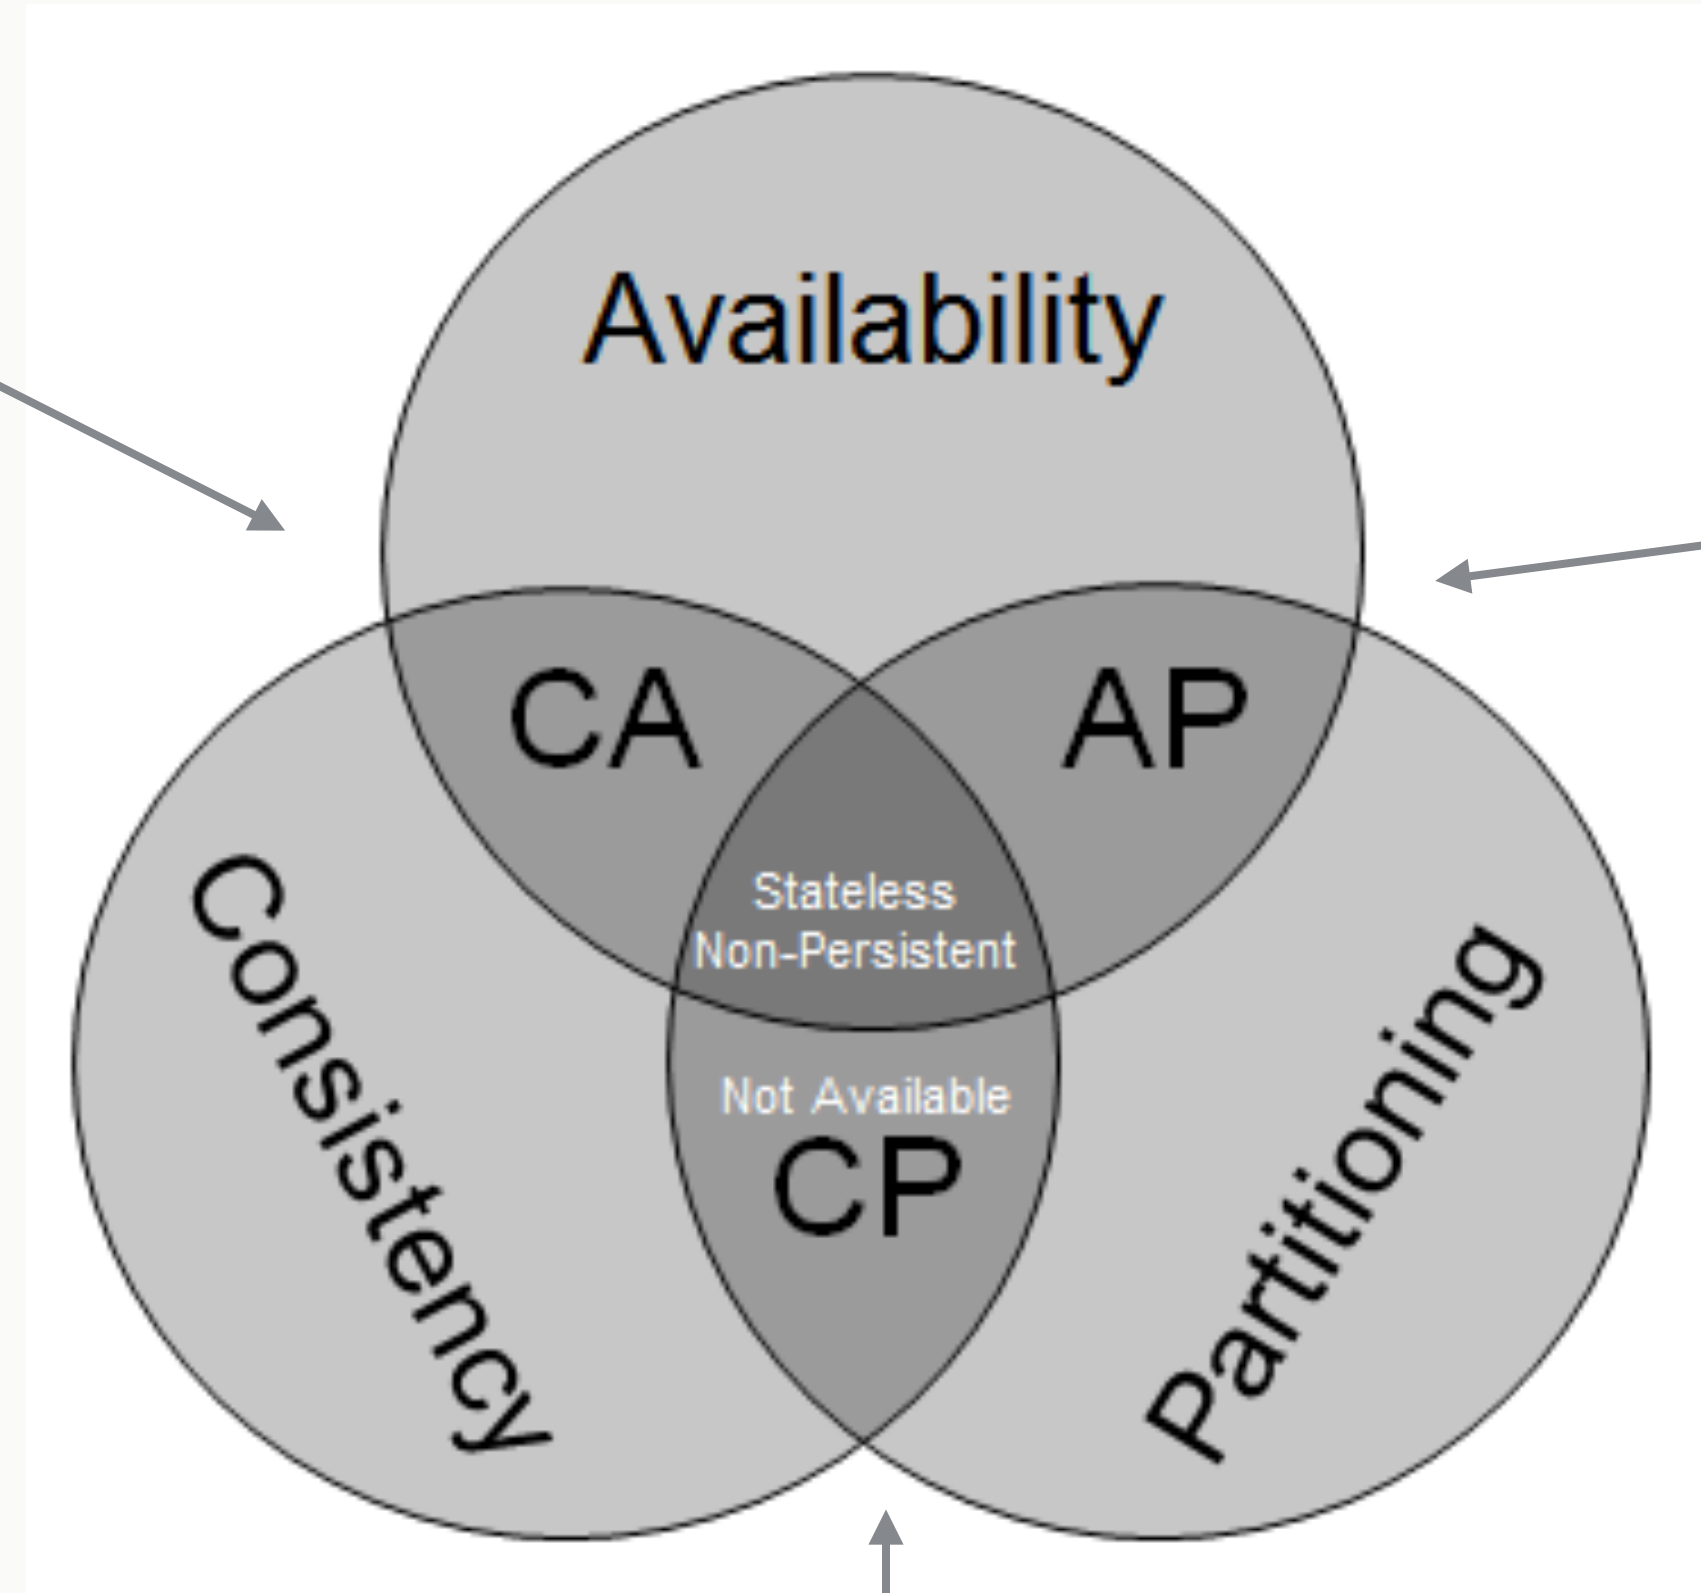 Availability
CA
AP
Stateless
Non-Persistent
Consistency
Partitioning
Not Available
CP